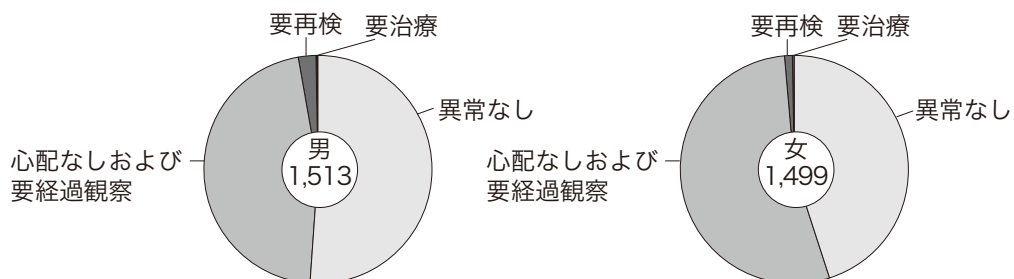 要再検
要治療
異常なし
心配なしおよび
要経過観察
男
1,513
要再検
要治療
異常なし
心配なしおよび
要経過観察
女
1,499